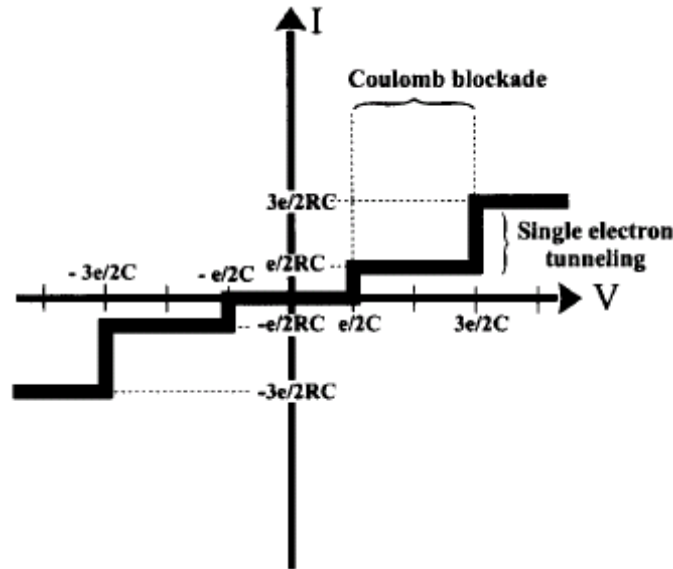 I
Coulomb blockade
3e/2RC
Single electron
tunneling
e/2RC
- 3e/2C
- e/2C
V
-e/2RC
e/2C
3e/2C
-3e/2RC